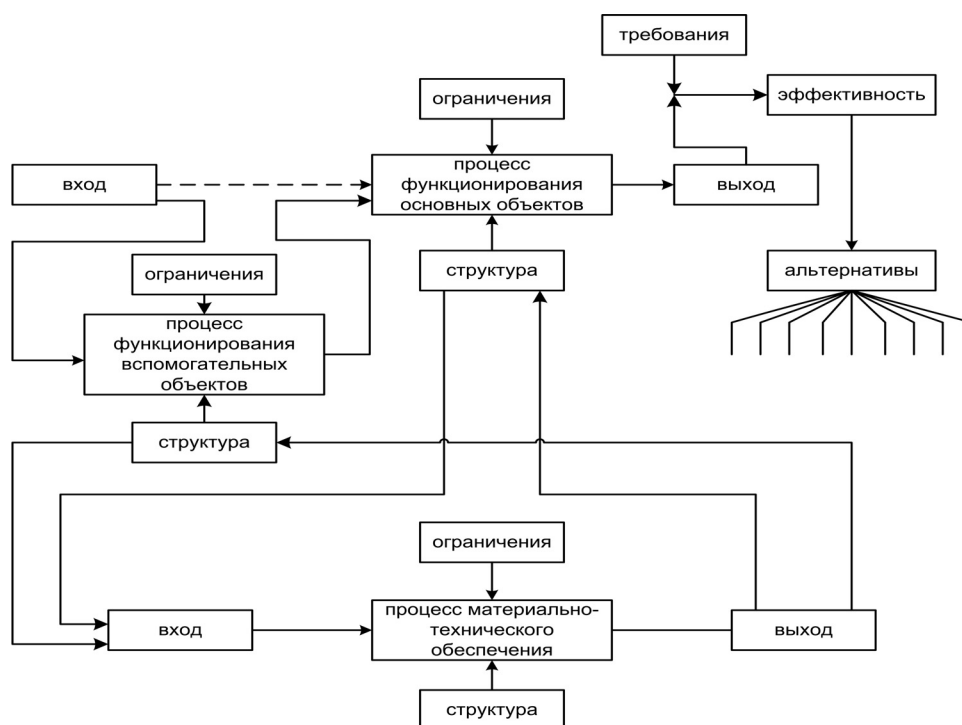 требования
эффективность
ограничения
вход
процесс
функционирования
основных объектов
выход
ограничения
структура
альтернативы
процесс
функционирования
вспомогательных
объектов
структура
ограничения
вход
процесс материально-
технического
обеспечения
выход
структура